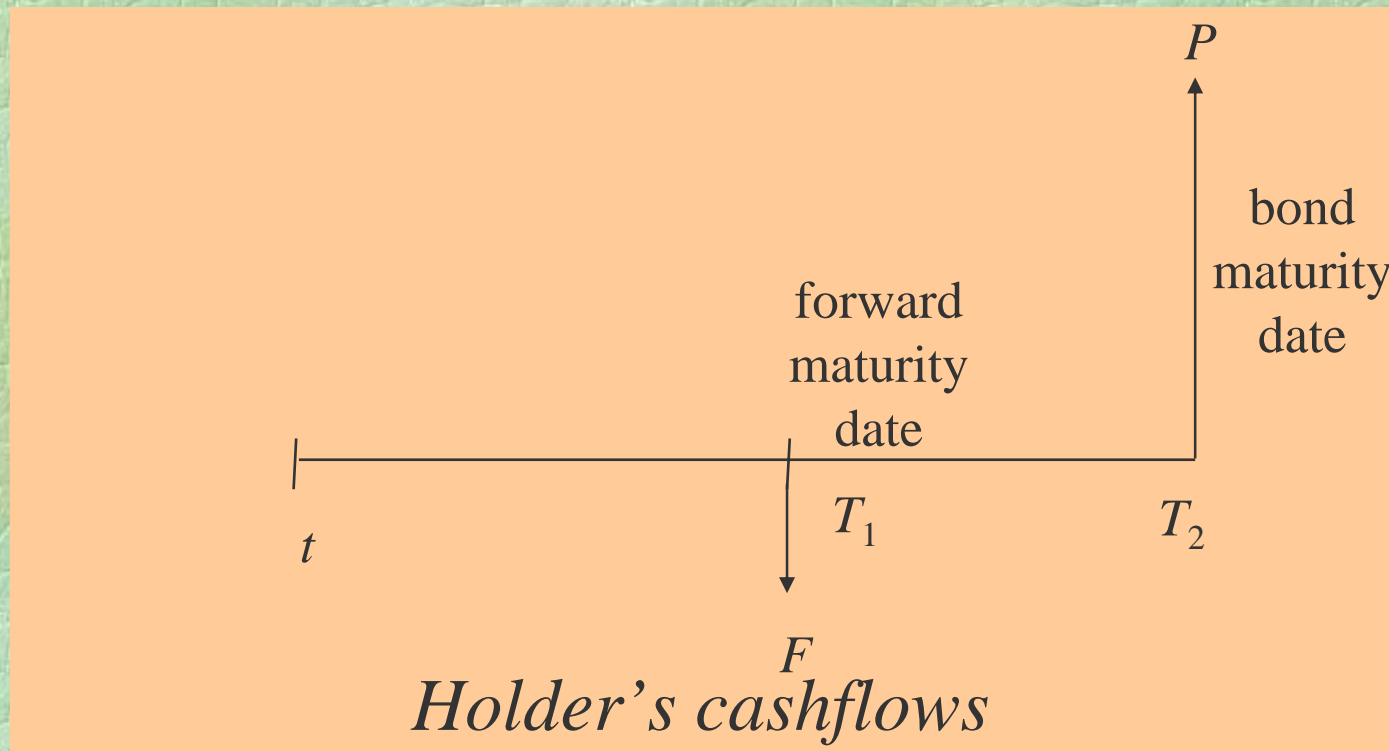 P
bond
maturity
date
forward
maturity
date
T₁
T₂
t
F
Holder’s cashflows